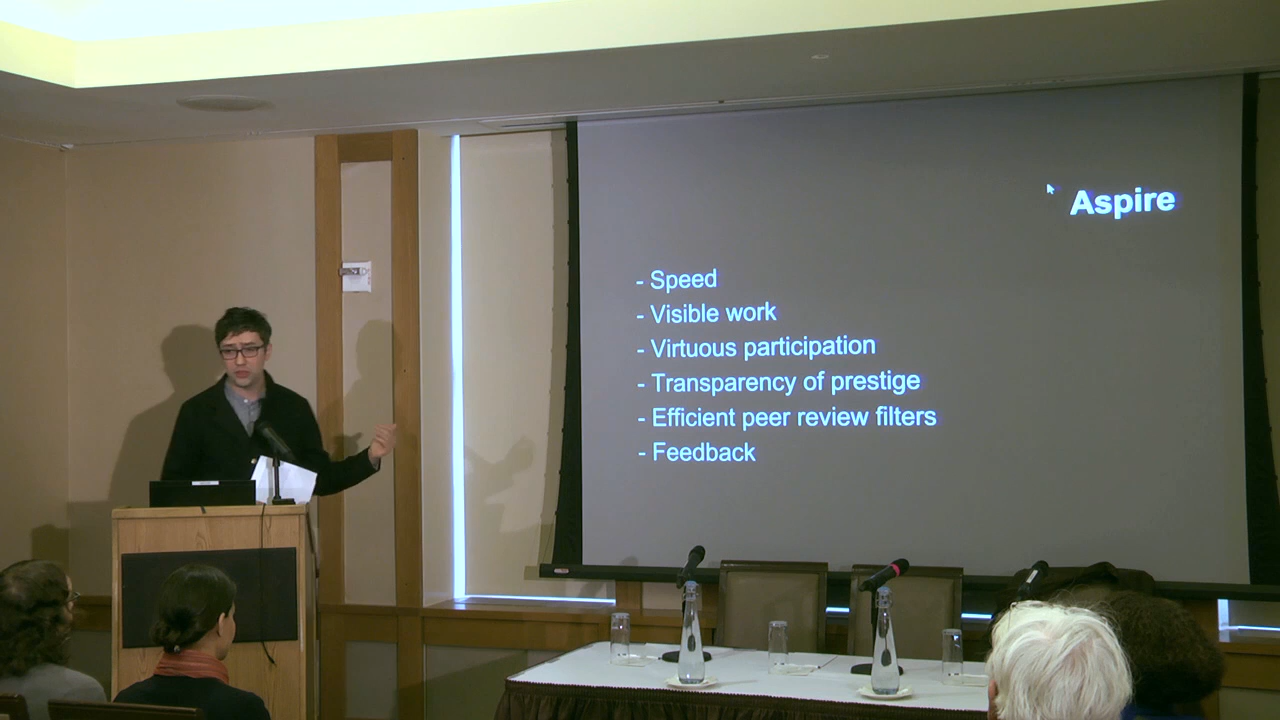 Aspire
- Speed
- Visible work
- Virtuous participation
- Transparency of prestige
- Efficient peer review filters
- Feedback